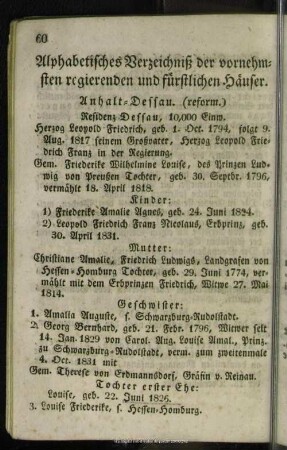 60
Alphabetisches Verzeichniß der vornehm-
sten regierenden und fürstlichen Häuser.
Anhalt-Dessau. (reform.)
Residenz Dessau, 10,000 Einw.
Herzog Leopold Friedrich, geb. 1. Oct. 1794, folgt 9.
Aug. 1817 seinem Großvater, Herzog Leopold Frie-
drich Franz in der Regierung,
Gem. Friederike Wilhelmine Louise, des Prinzen Lud-
wig von Preußen Tochter, geb. 30. Septbr. 1796,
vermählt 18. April 1818.
Kinder:
1) Friederike Amalie Agnes, geb. 24. Juni 1824.
2) Leopold Friedrich Franz Nicolaus, Erbprinz, geb.
30. April 1831.
Mutter:
Christiane Amalie, Friedrich Ludwigs, Landgrafen von
Hessen-Homburg Tochter, geb. 29. Juni 1774, ver-
mählt mit dem Erbprinzen Friedrich, Witwe 27. Mai
1814.
Geschwister:
1. Amalia Auguste, s. Schwarzburg-Rudolstadt.
2. Georg Bernhard, geb. 21. Febr. 1796, Wiewer seit
14. Jan 1829 von Carol. Aug. Louise Amal., Prinz.
zu Schwarzburg-Rudolstadt, verm. zum zweitenmale
4. Oct. 1831 mit
Gem. Therese von Erdmannsdorf, Gräfin v. Reinau.
Tochter erster Ehe:
Louise, geb. 22. Juni 1826.
3. Louise Friederike, s. Hessen-Homburg.